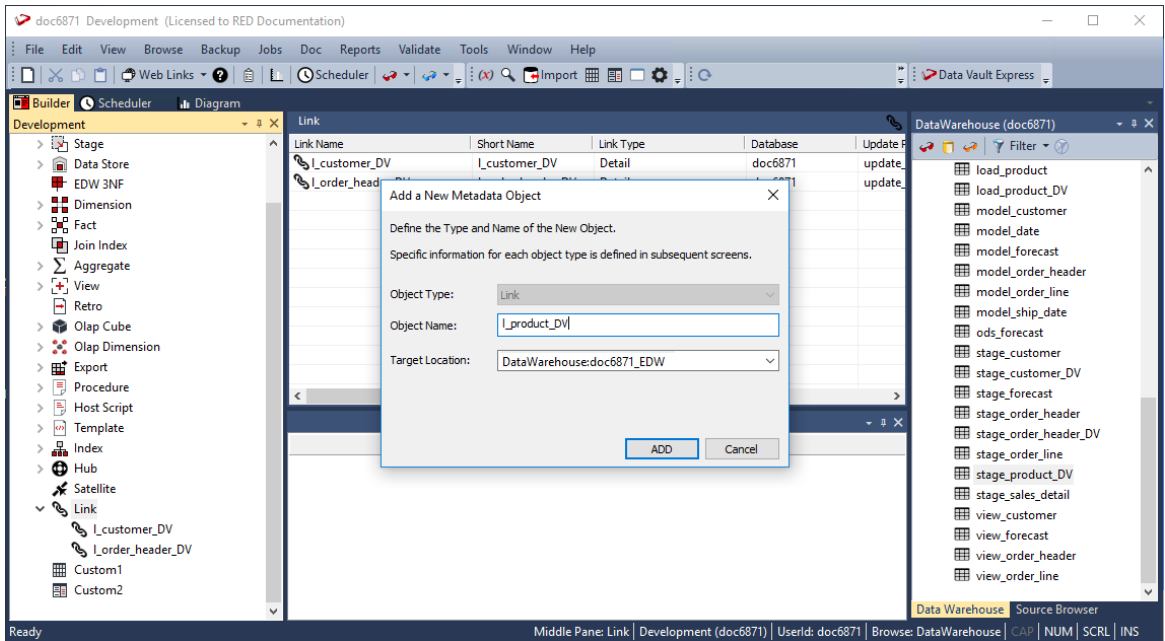 doc6871 Development (Licensed to RED Documentation)
File Edit View Browse Backup Jobs Doc Reports Validate Tools Window Help
Web Links Scheduler (x) Import Data Vault Express
Builder Scheduler Diagram
Development
Stage
Data Store
EDW 3NF
Dimension
Fact
Join Index
Aggregate
View
Retro
Olap Cube
Olap Dimension
Export
Procedure
Host Script
Template
Index
Hub
Satellite
Link
l_customer_DV
l_order_header_DV
Custom1
Custom2
Link
Link Name Short Name Link Type Database Update
l_customer_DV l_customer_DV Detail doc6871 update_
update_
Add a New Metadata Object
Define the Type and Name of the New Object.
Specific information for each object type is defined in subsequent screens.
Object Type: Link
Object Name: l_product_DV
Target Location: DataWarehouse:doc6871_EDW
ADD Cancel
DataWarehouse (doc6871)
Filter
load_product
load_product_DV
model_customer
model_date
model_forecast
model_order_header
model_order_line
model_ship_date
ods_forecast
stage_customer
stage_customer_DV
stage_forecast
stage_order_header
stage_order_header_DV
stage_order_line
stage_product_DV
stage_sales_detail
view_customer
view_forecast
view_order_header
view_order_line
Data Warehouse Source Browser
Ready Middle Pane: Link Development (doc6871) UserId: doc6871 Browse: DataWarehouse CAP NUM SCRL INS